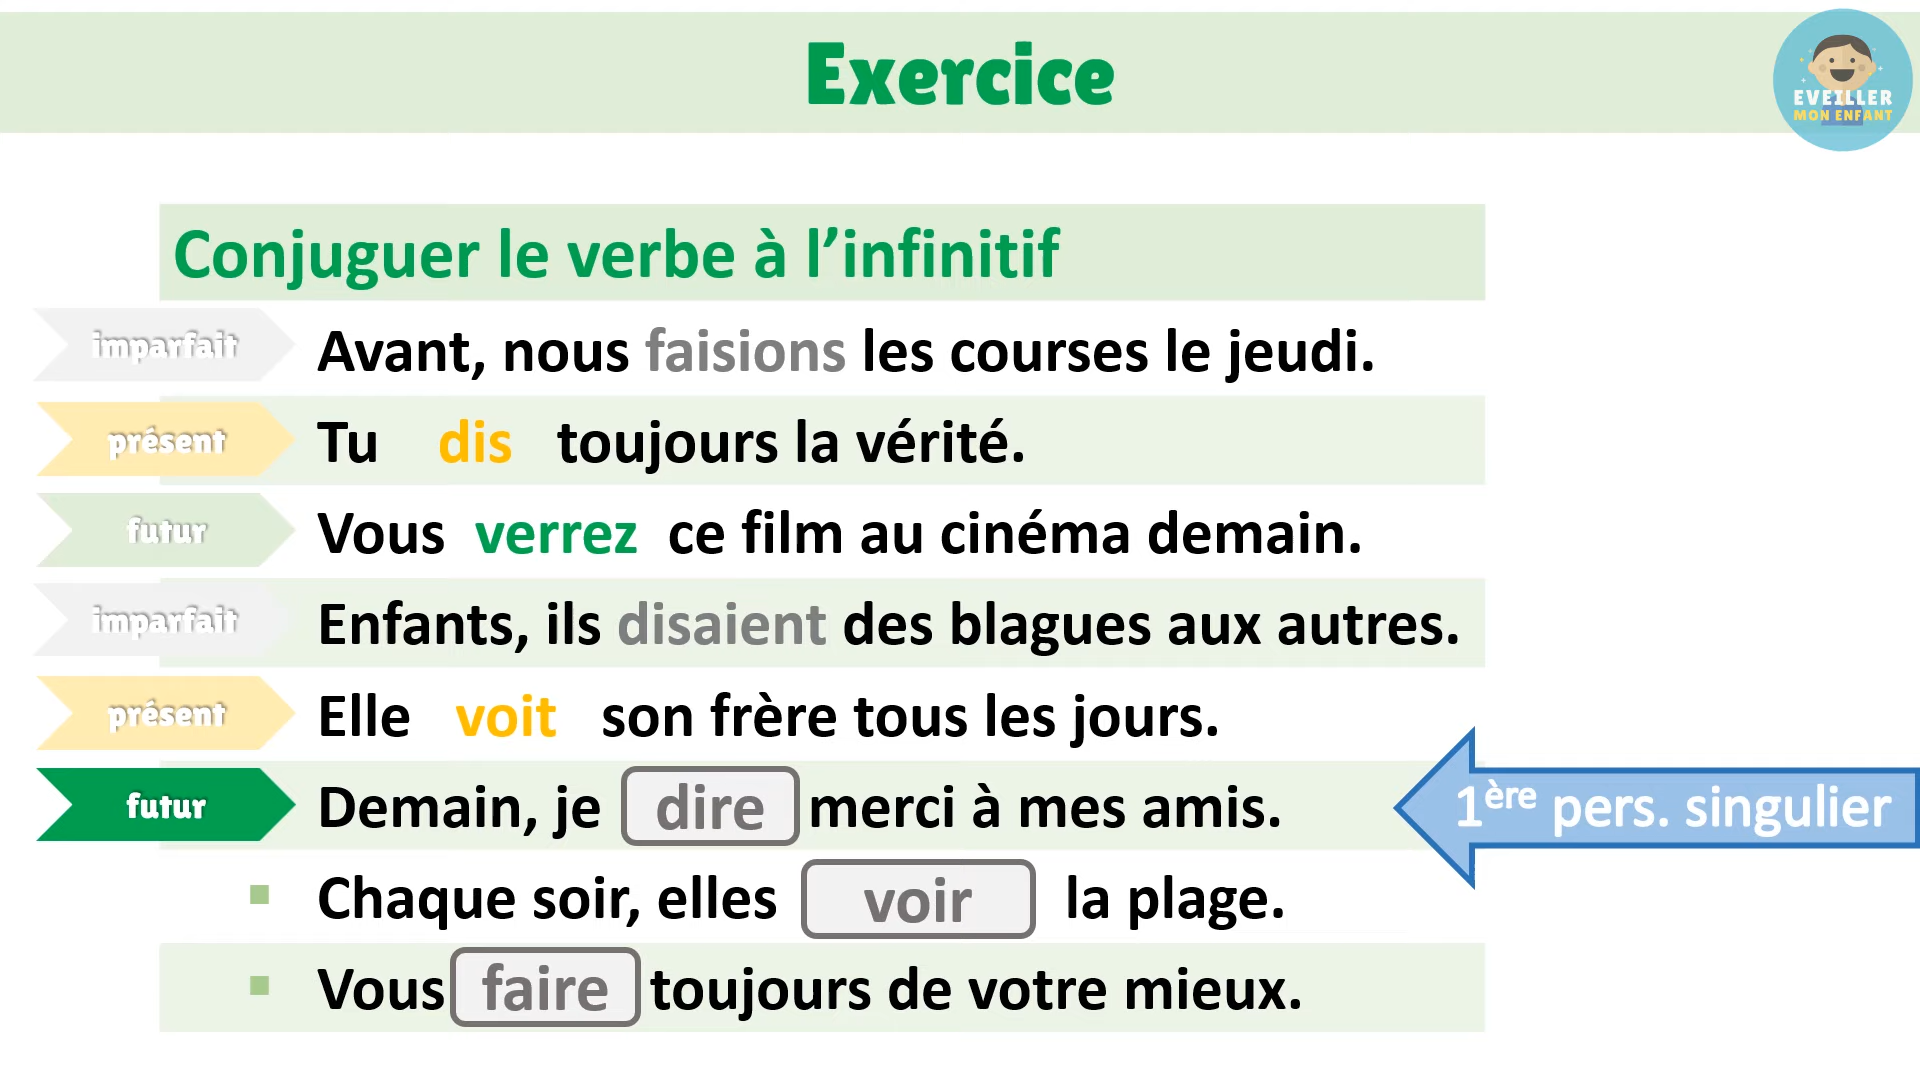 Exercice
EVEILLER
MON ENFANT
Conjuguer le verbe à l’infinitif
imparfait Avant, nous faisions les courses le jeudi.
présent Tu dis toujours la vérité.
futur Vous verrez ce film au cinéma demain.
imparfait Enfants, ils disaient des blagues aux autres.
présent Elle voit son frère tous les jours.
futur Demain, je dire merci à mes amis. 1ère pers. singulier
Chaque soir, elles voir la plage.
Vous faire toujours de votre mieux.